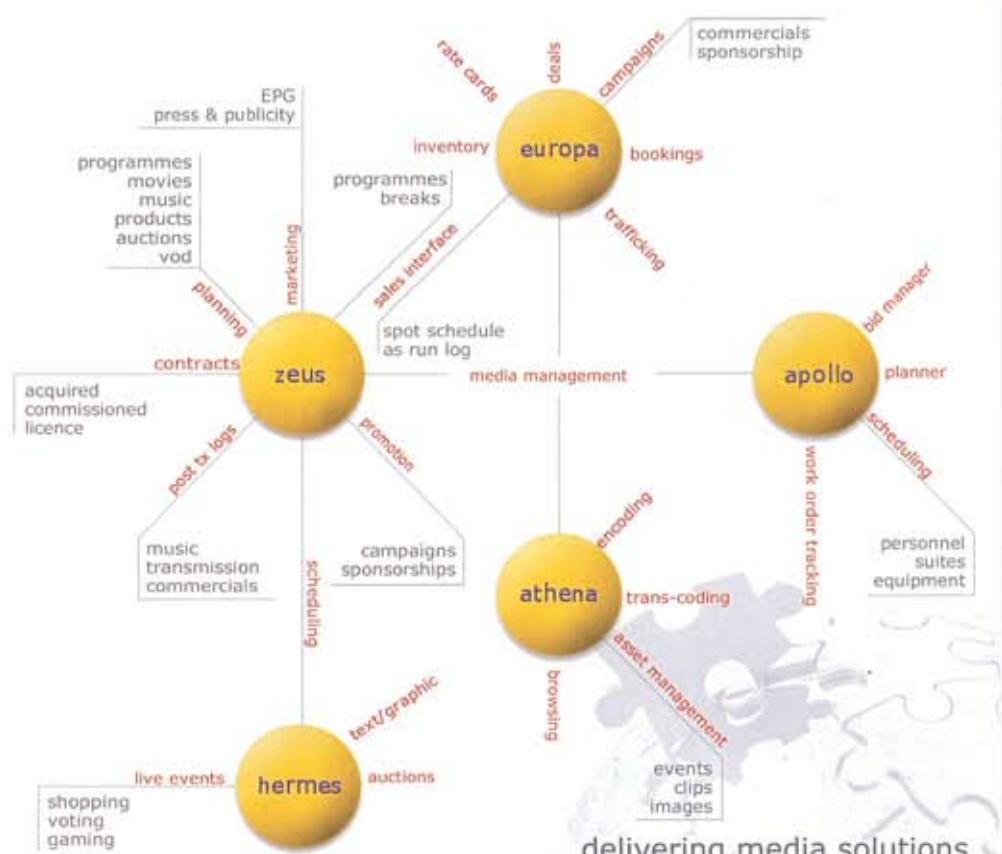 commercials
sponsorship
rate cards
deals
campaigns
inventory
europa
bookings
trafficking
EPG
press & publicity
programmes
movies
music
products
auctions
vod
programmes
breaks
planning
marketing
sales interface
spot schedule
as run log
contracts
zeus
acquired
commissioned
licence
post tx logs
music
transmission
commercials
scheduling
promotion
campaigns
sponsorships
media management
bid manager
apollo
planner
scheduling
work order tracking
personnel
suites
equipment
encoding
athena
trans-coding
asset management
browsing
events
clips
images
text/graphic
live events
hermes
auctions
shopping
voting
gaming
delivering media solutions